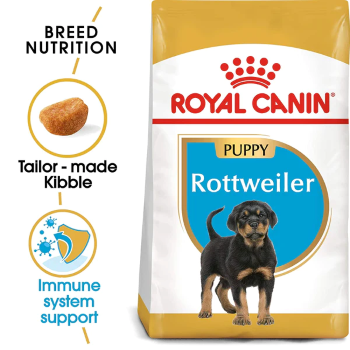 BREED
NUTRITION
Tailor - made
Kibble
Immune
system
support
ROYAL CANIN
PUPPY
Rottweiler